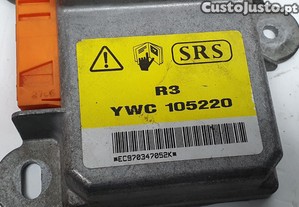 CustoJusto.pt
SRS
R3
YWC 105220
*EC970347052K*